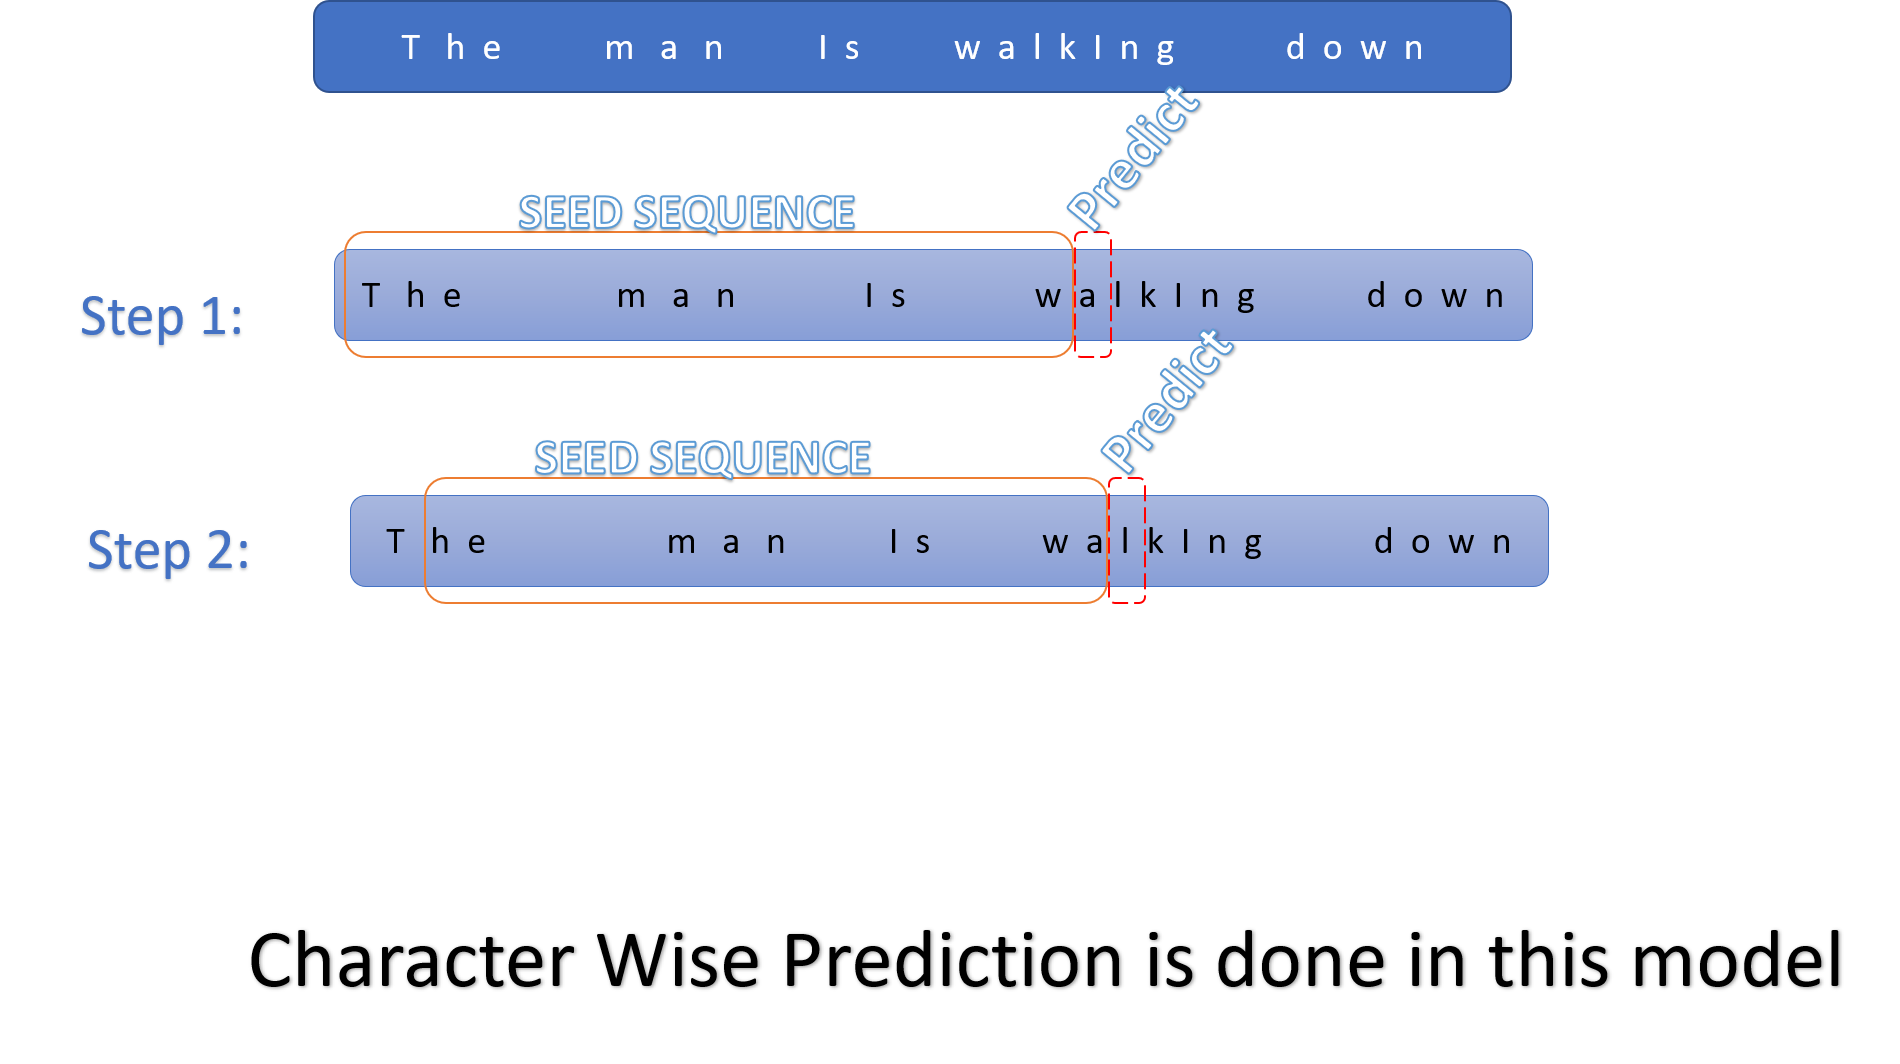 T h e m a n I s w a l k I n g d o w n
Predict
SEED SEQUENCE
Step 1:
T h e m a n I s w a l k I n g d o w n
Predict
SEED SEQUENCE
Step 2:
T h e m a n I s w a l k I n g d o w n
Character Wise Prediction is done in this model